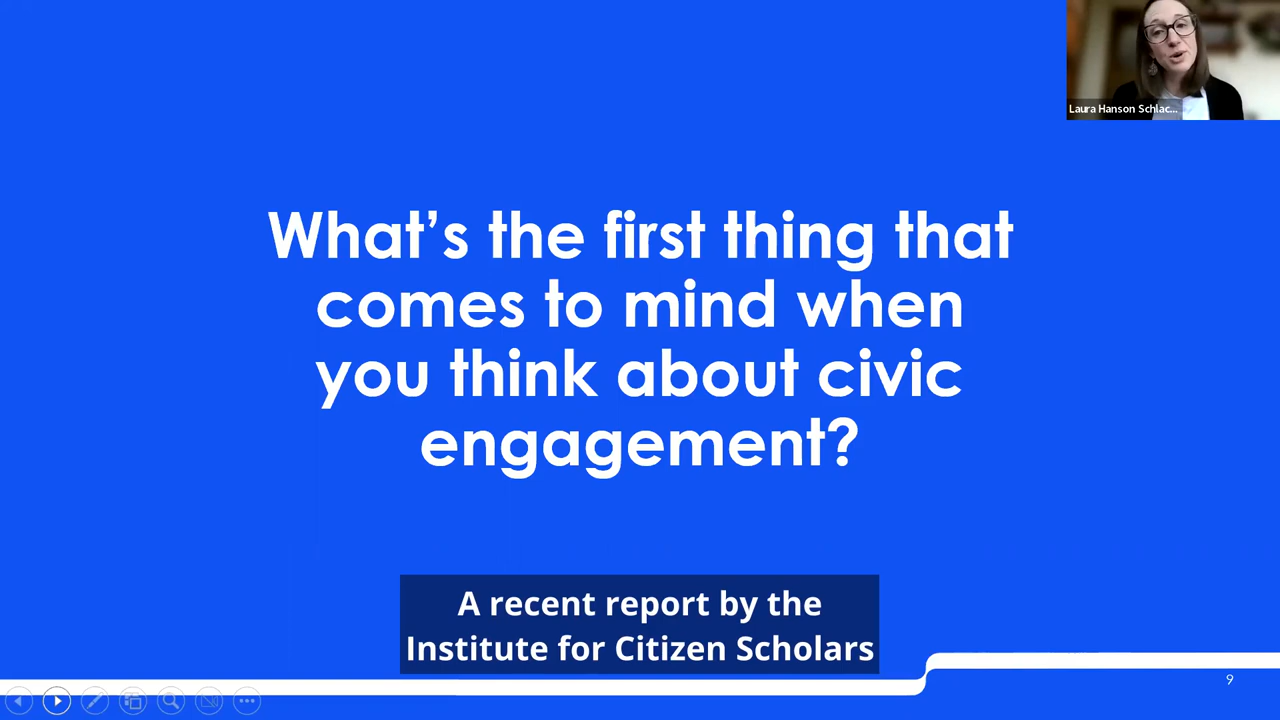 Laura Hanson Schlac...
What's the first thing that
comes to mind when
you think about civic
engagement?
A recent report by the
Institute for Citizen Scholars
9